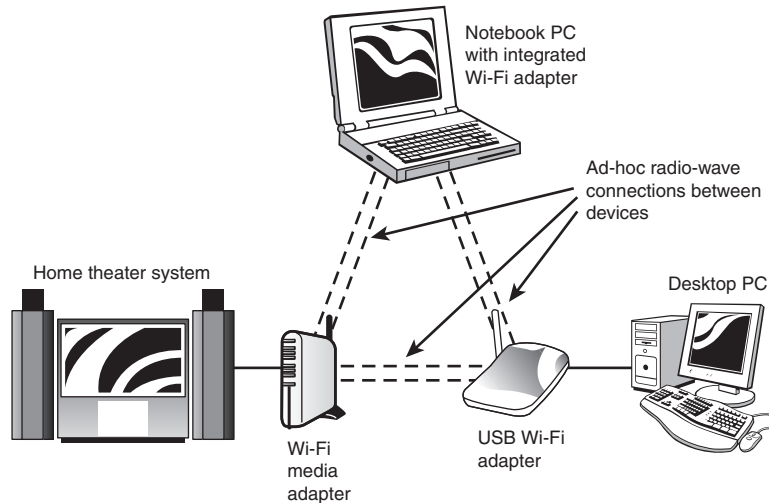 Notebook PC
with integrated
Wi-Fi adapter
Ad-hoc radio-wave
connections between
devices
Home theater system
Desktop PC
Wi-Fi
media
adapter
USB Wi-Fi
adapter